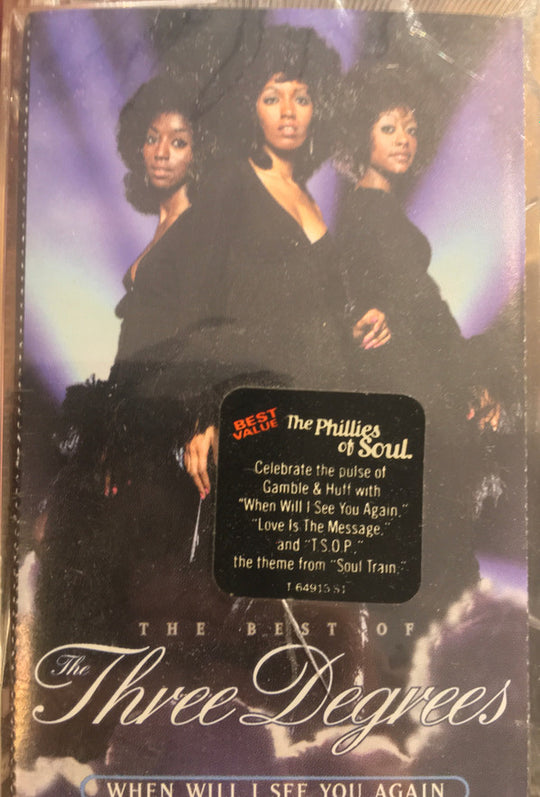 BEST
VALUE
The Phillies
of Soul.
Celebrate the pulse of
Gamble & Huff with
"When Will I See You Again,"
"Love Is The Message,"
and "T.S.O.P.,"
the theme from "Soul Train."
T 64915 S1
THE BEST OF
The
Three Degrees
WHEN WILL I SEE YOU AGAIN